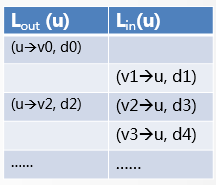 Lout (u) Lin(u)
(u→v0, d0)
(v1→u, d1)
(u→v2, d2) (v2→u, d3)
(v3→u, d4)
…… ……